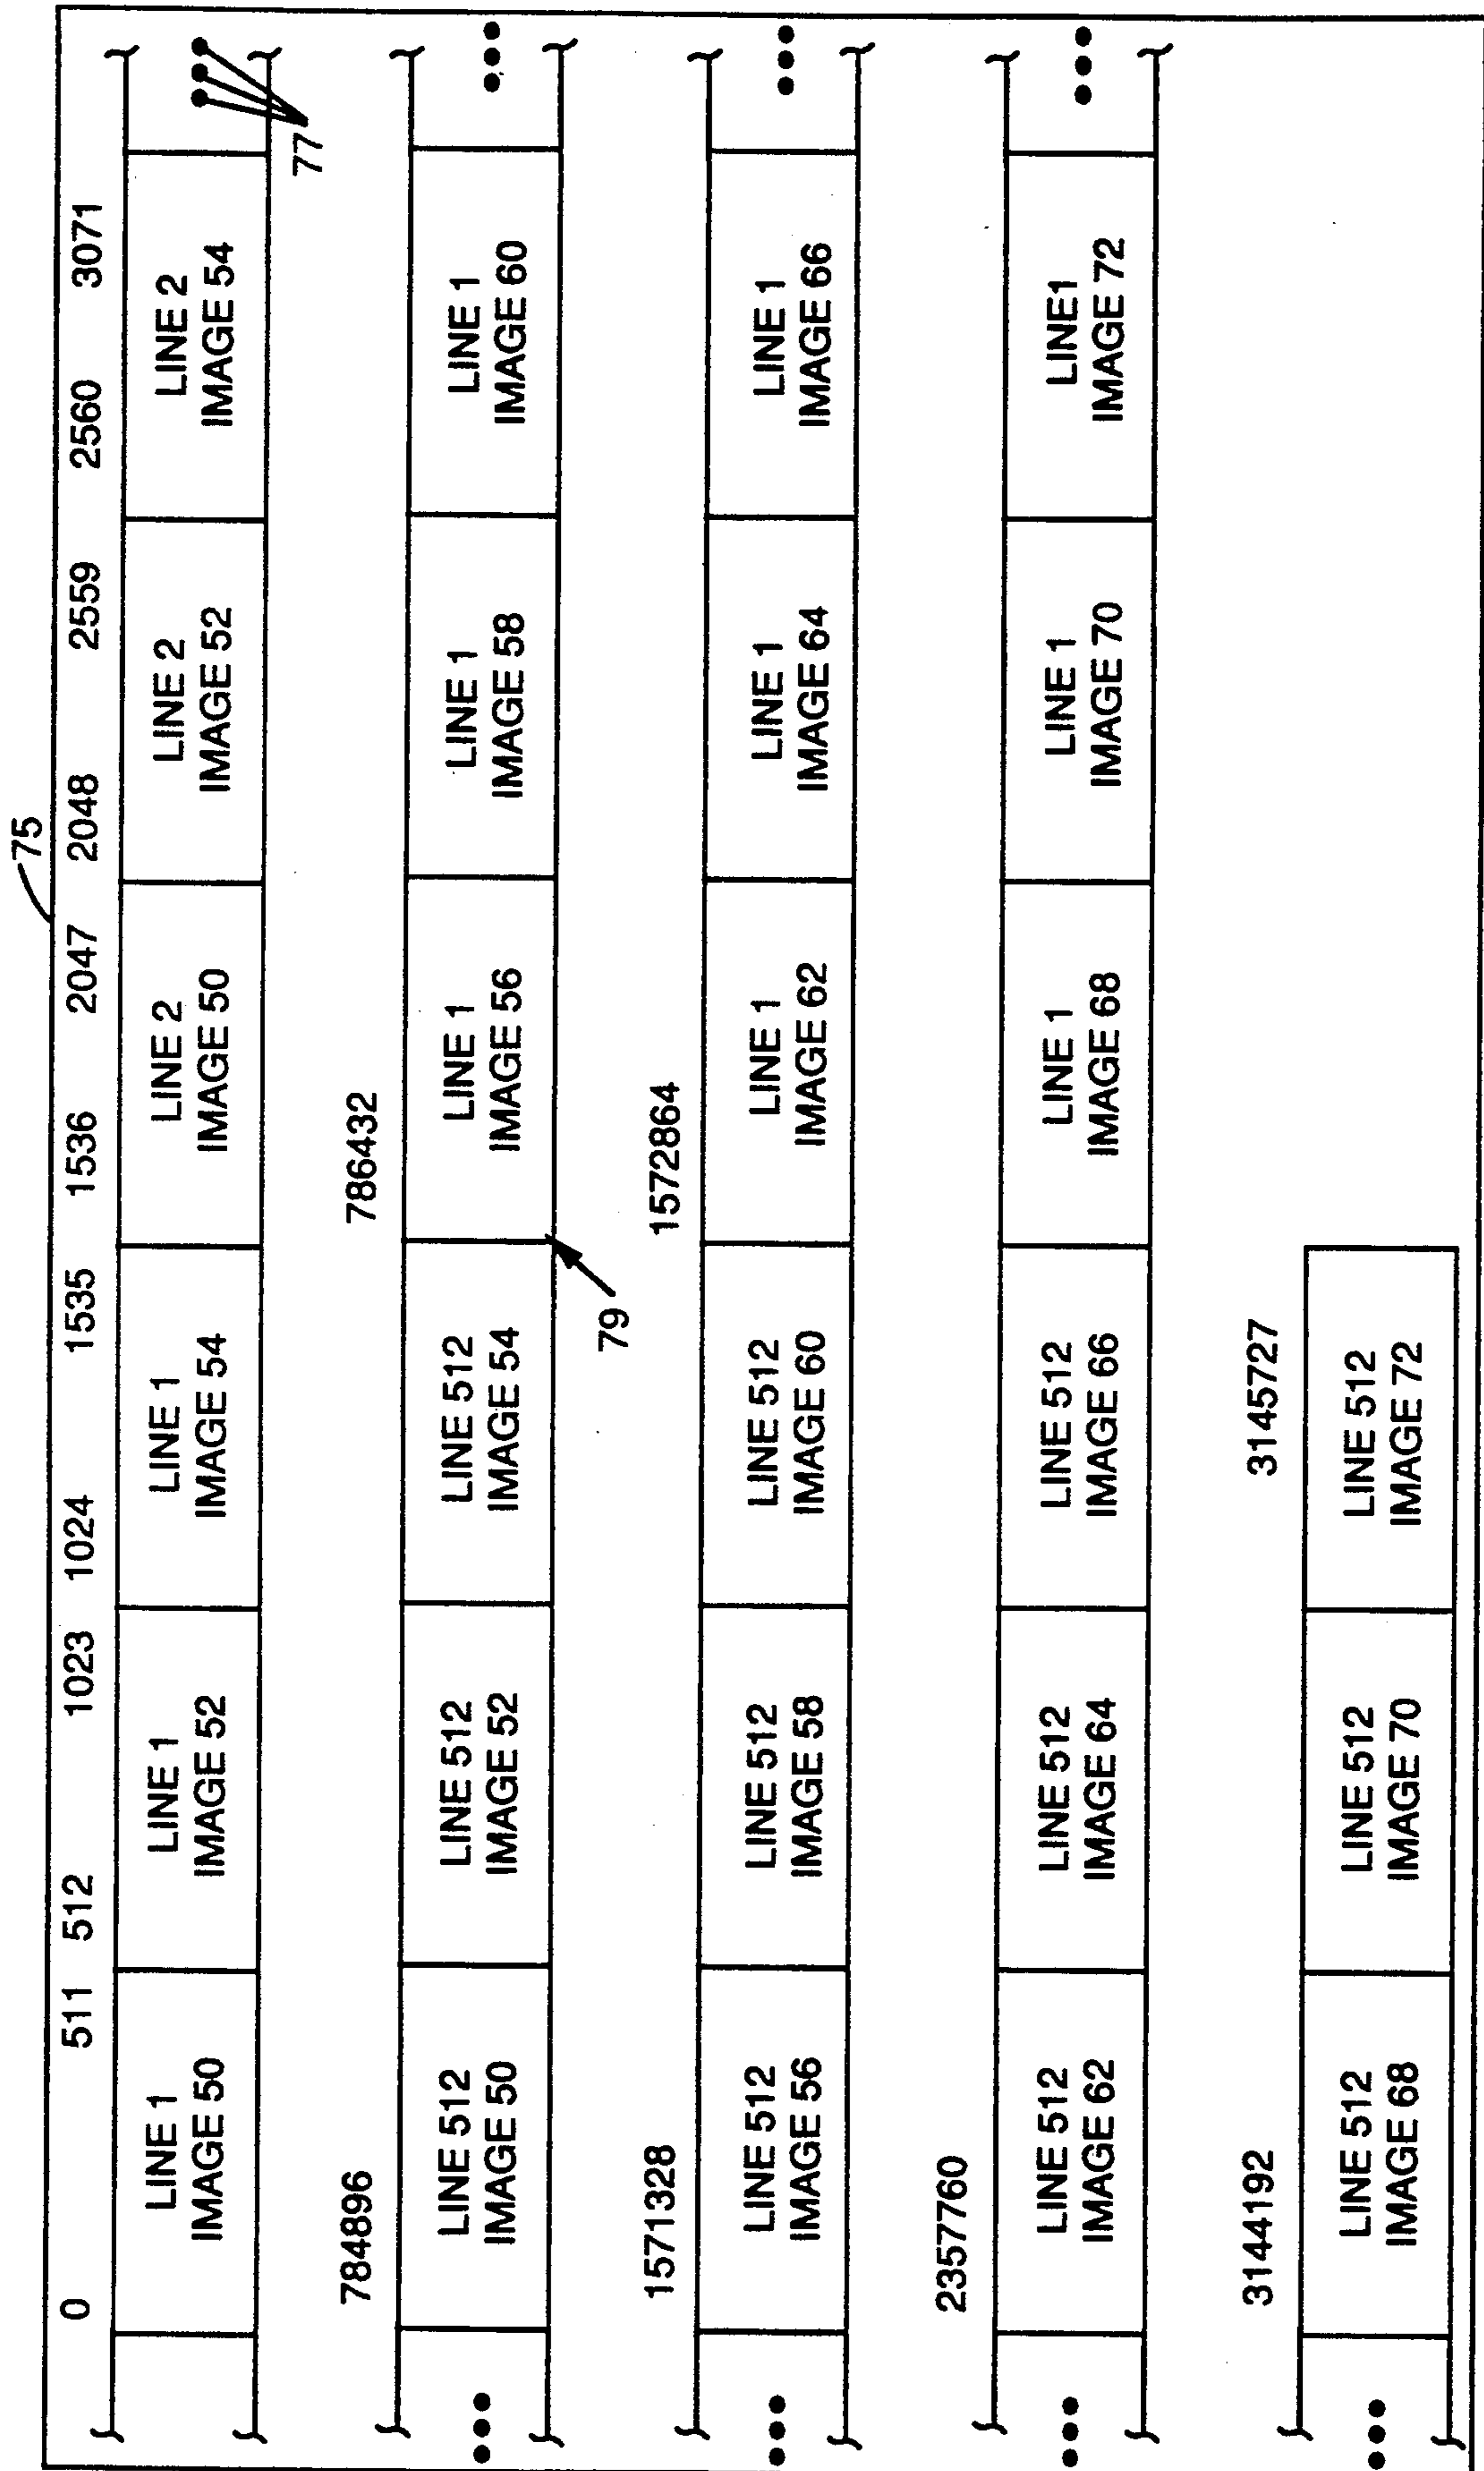 75
0 511 512 1023 1024 1535 1536 2047 2048 2559 2560 3071
LINE 1
IMAGE 50
LINE 1
IMAGE 52
LINE 1
IMAGE 54
LINE 2
IMAGE 50
LINE 2
IMAGE 52
LINE 2
IMAGE 54
77
784896 786432
LINE 512
IMAGE 50
LINE 512
IMAGE 52
LINE 512
IMAGE 54
LINE 1
IMAGE 56
LINE 1
IMAGE 58
LINE 1
IMAGE 60
79
1571328 1572864
LINE 512
IMAGE 56
LINE 512
IMAGE 58
LINE 512
IMAGE 60
LINE 1
IMAGE 62
LINE 1
IMAGE 64
LINE 1
IMAGE 66
2357760
LINE 512
IMAGE 62
LINE 512
IMAGE 64
LINE 512
IMAGE 66
LINE 1
IMAGE 68
LINE 1
IMAGE 70
LINE1
IMAGE 72
3144192 3145727
LINE 512
IMAGE 68
LINE 512
IMAGE 70
LINE 512
IMAGE 72